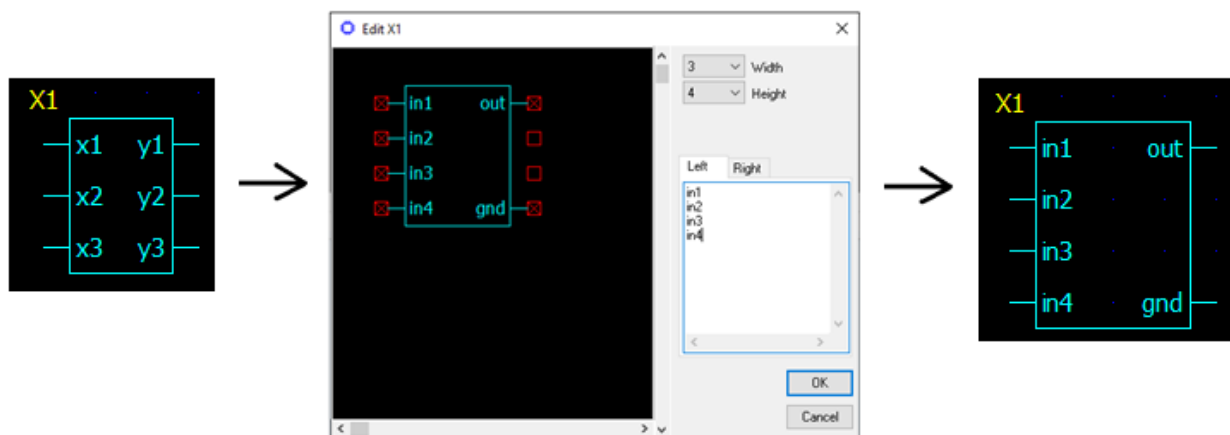 X1
x1 y1
x2 y2
x3 y3
Edit X1
in1 out
in2
in3
in4 gnd
3 Width
4 Height
Left Right
in1
in2
in3
in4
OK
Cancel
X1
in1 out
in2
in3
in4 gnd